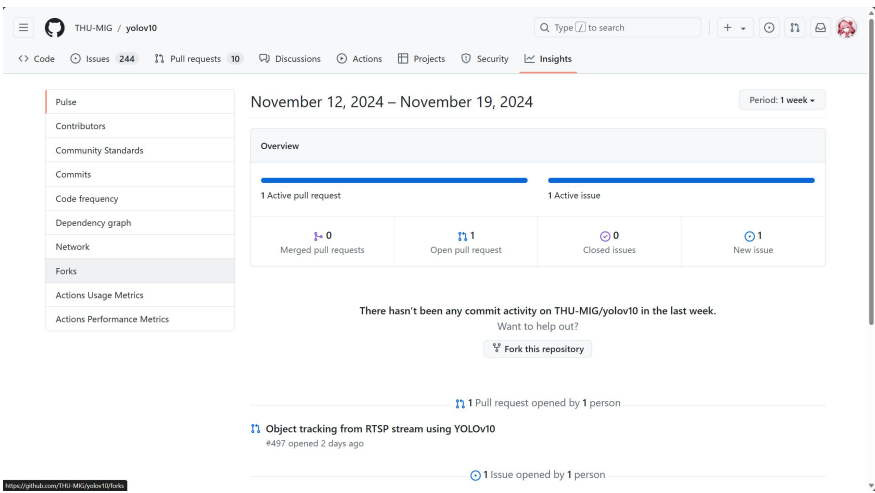 THU-MIG / yolov10
Type / to search
Code
Issues 244
Pull requests 10
Discussions
Actions
Projects
Security
Insights
Pulse
Contributors
Community Standards
Commits
Code frequency
Dependency graph
Network
Forks
Actions Usage Metrics
Actions Performance Metrics
November 12, 2024 – November 19, 2024
Period: 1 week
Overview
1 Active pull request
1 Active issue
0
Merged pull requests
1
Open pull request
0
Closed issues
1
New issue
There hasn’t been any commit activity on THU-MIG/yolov10 in the last week.
Want to help out?
Fork this repository
1 Pull request opened by 1 person
Object tracking from RTSP stream using YOLOv10
#497 opened 2 days ago
1 Issue opened by 1 person
https://github.com/THU-MIG/yolov10/forks